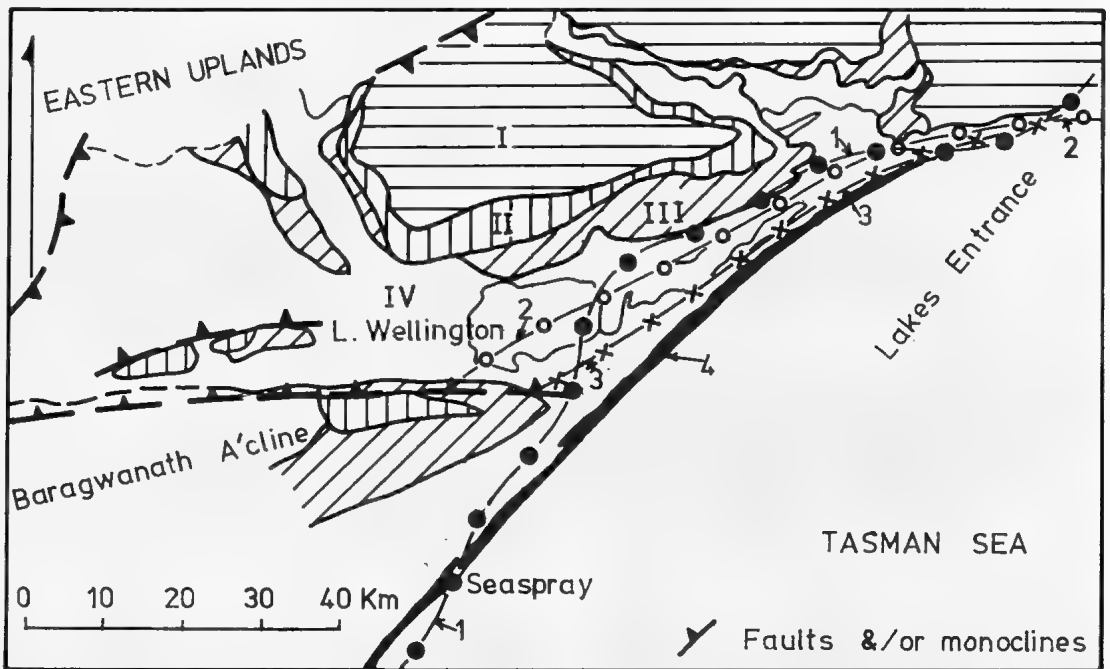 EASTERN UPLANDS
I
II
III
IV
1
2
3
Lakes Entrance
2
L. Wellington
3
4
Baragwanath A'cline
TASMAN SEA
0 10 20 30 40 Km
Seaspray
1
Faults &/or monoclines